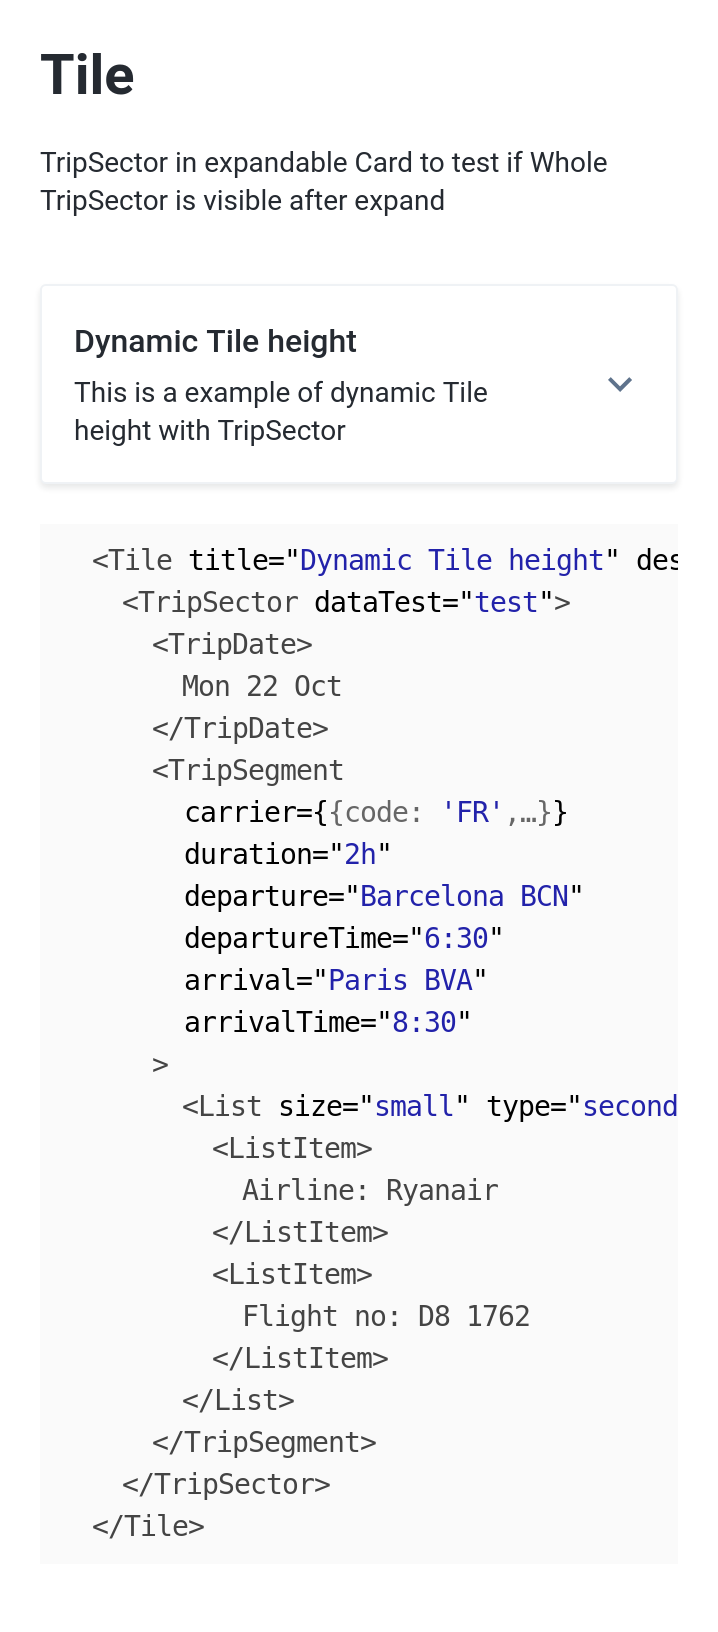 Tile
TripSector in expandable Card to test if Whole
TripSector is visible after expand
Dynamic Tile height
This is a example of dynamic Tile
height with TripSector
<Tile title="Dynamic Tile height" des
<TripSector dataTest="test">
<TripDate>
Mon 22 Oct
</TripDate>
<TripSegment
carrier={{code: 'FR',…}}
duration="2h"
departure="Barcelona BCN"
departureTime="6:30"
arrival="Paris BVA"
arrivalTime="8:30"
>
<List size="small" type="second
<ListItem>
Airline: Ryanair
</ListItem>
<ListItem>
Flight no: D8 1762
</ListItem>
</List>
</TripSegment>
</TripSector>
</Tile>